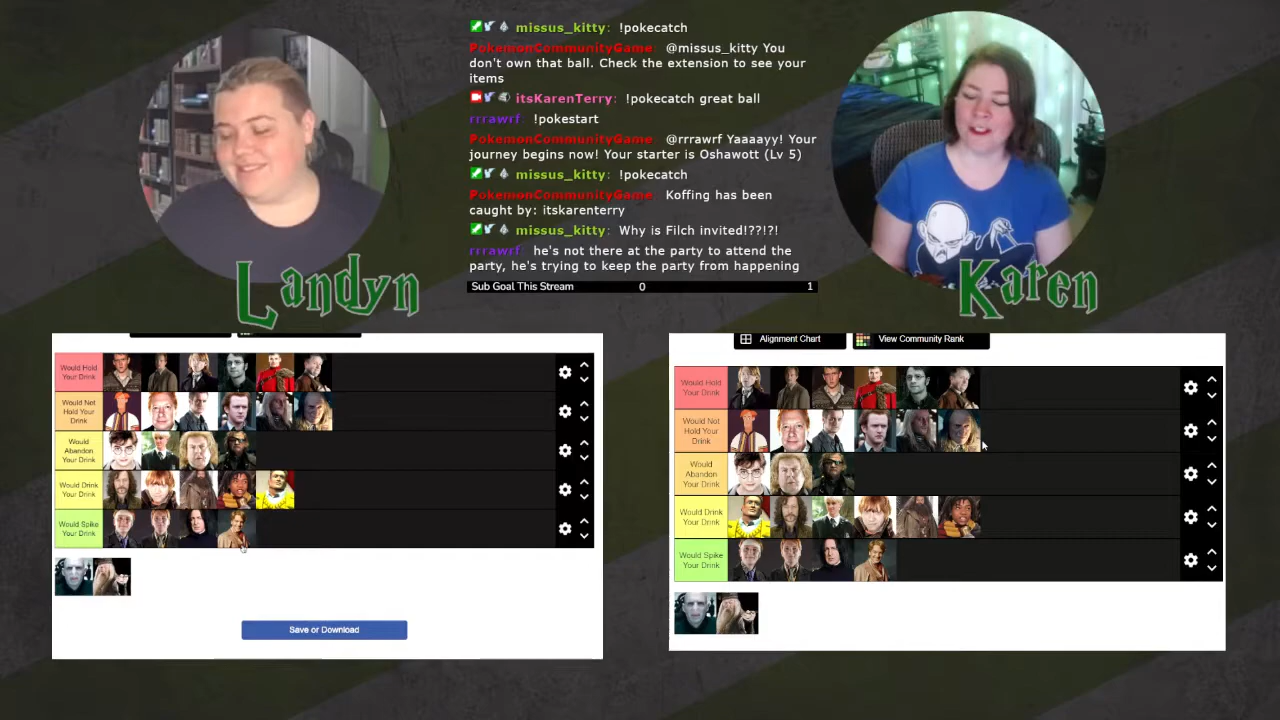 missus_kitty: !pokecatch
PokemonCommunityGame: @missus_kitty You
don't own that ball. Check the extension to see your
items
itsKarenTerry: !pokecatch great ball
rrrawrf: !pokestart
PokemonCommunityGame: @rrrawrf Yaaaayy! Your
journey begins now! Your starter is Oshawott (Lv 5)
missus_kitty: !pokecatch
PokemonCommunityGame: Koffing has been
caught by: itskarenterry
missus_kitty: Why is Filch invited!??!?!
rrrawrf: he's not there at the party to attend the
party, he's trying to keep the party from happening
Sub Goal This Stream 0 1
Landyn
Karen
Would Hold
Your Drink
Would Not
Hold Your
Drink
Would
Abandon
Your Drink
Would Drink
Your Drink
Would Spike
Your Drink
Save or Download
Alignment Chart
View Community Rank
Would Hold
Your Drink
Would Not
Hold Your
Drink
Would
Abandon
Your Drink
Would Drink
Your Drink
Would Spike
Your Drink